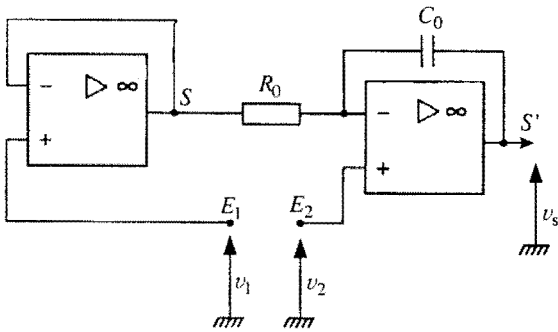 C₀
R₀
S
▷ ∞
−
+
▷ ∞
−
+
S'
E₁
E₂
v₁
v₂
vₛ